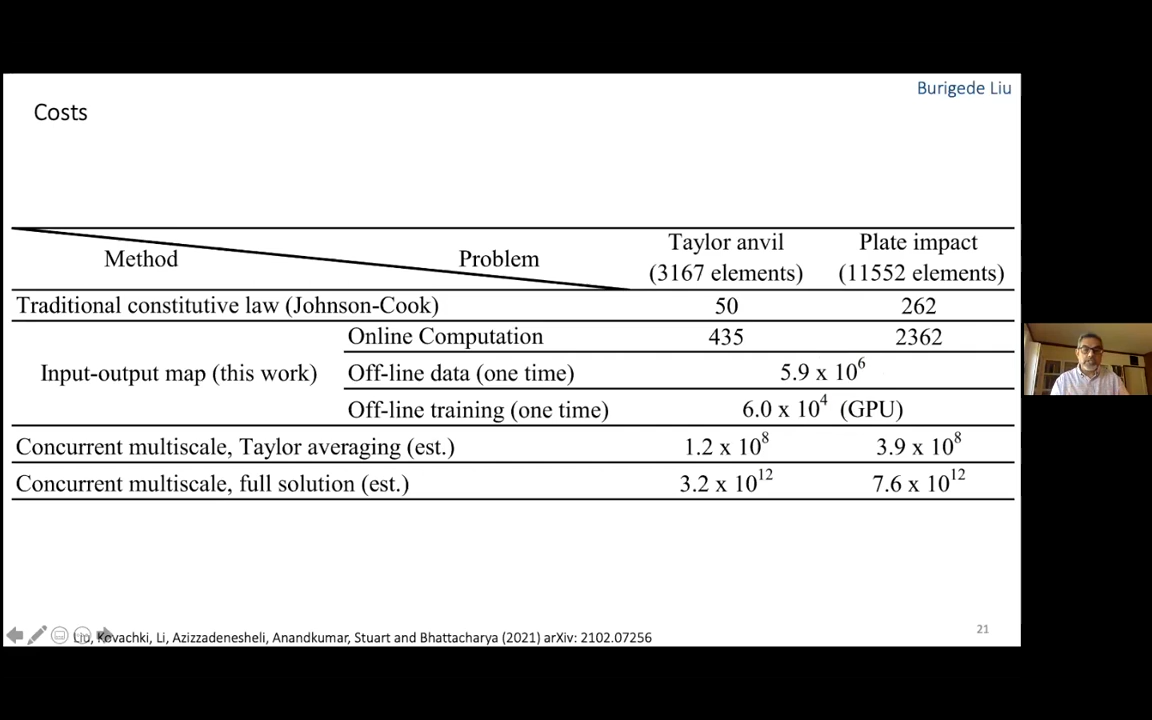 Burigede Liu
Costs
Method Problem Taylor anvil (3167 elements) Plate impact (11552 elements)
Traditional constitutive law (Johnson-Cook) 50 262
Input-output map (this work) Online Computation 435 2362
Off-line data (one time) 5.9 x 10⁶
Off-line training (one time) 6.0 x 10⁴ (GPU)
Concurrent multiscale, Taylor averaging (est.) 1.2 x 10⁸ 3.9 x 10⁸
Concurrent multiscale, full solution (est.) 3.2 x 10¹² 7.6 x 10¹²
Liu, Kovachki, Li, Azizzadenesheli, Anandkumar, Stuart and Bhattacharya (2021) arXiv: 2102.07256
21